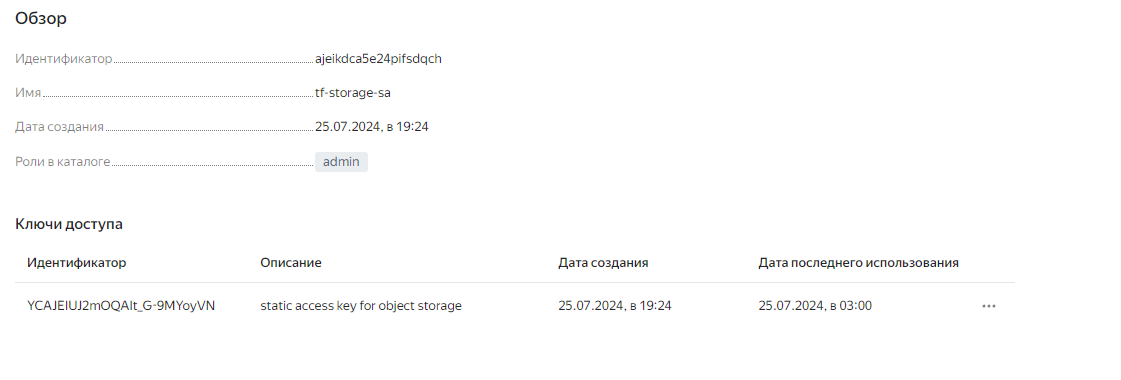 Обзор
Идентификатор ajeikdca5e24pifsdqch
Имя tf-storage-sa
Дата создания 25.07.2024, в 19:24
Роли в каталоге admin
Ключи доступа
Идентификатор Описание Дата создания Дата последнего использования
YCAJEIUJ2mOQAIt_G-9MYoyVN static access key for object storage 25.07.2024, в 19:24 25.07.2024, в 03:00